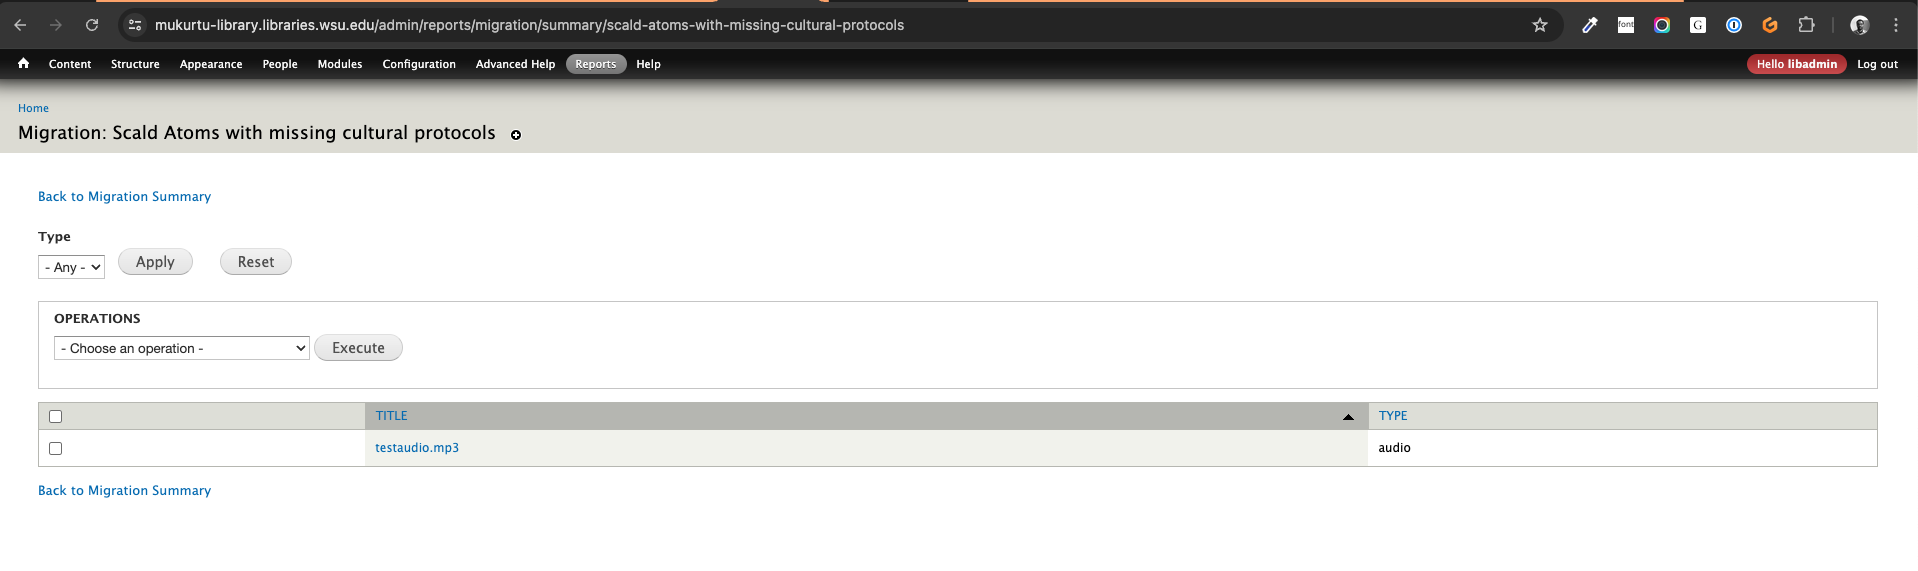 mukurtu-library.libraries.wsu.edu/admin/reports/migration/summary/scald-atoms-with-missing-cultural-protocols
font
G
Content Structure Appearance People Modules Configuration Advanced Help Reports Help Hello libadmin Log out
Home
Migration: Scald Atoms with missing cultural protocols
Back to Migration Summary
Type
- Any - Apply Reset
OPERATIONS
- Choose an operation - Execute
TITLE TYPE
testaudio.mp3 audio
Back to Migration Summary